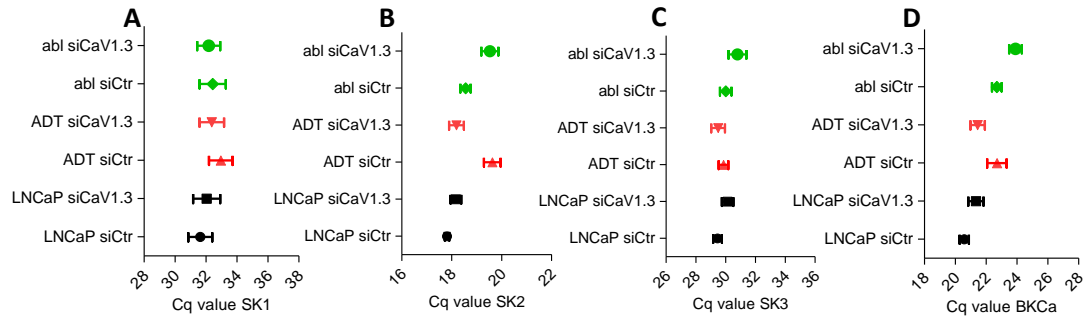 A
abl siCaV1.3
abl siCtr
ADT siCaV1.3
ADT siCtr
LNCaP siCaV1.3
LNCaP siCtr
28 30 32 34 36 38
Cq value SK1
B
abl siCaV1.3
abl siCtr
ADT siCaV1.3
ADT siCtr
LNCaP siCaV1.3
LNCaP siCtr
16 18 20 22
Cq value SK2
C
abl siCaV1.3
abl siCtr
ADT siCaV1.3
ADT siCtr
LNCaP siCaV1.3
LNCaP siCtr
26 28 30 32 34 36
Cq value SK3
D
abl siCaV1.3
abl siCtr
ADT siCaV1.3
ADT siCtr
LNCaP siCaV1.3
LNCaP siCtr
18 20 22 24 26 28
Cq value BKCa